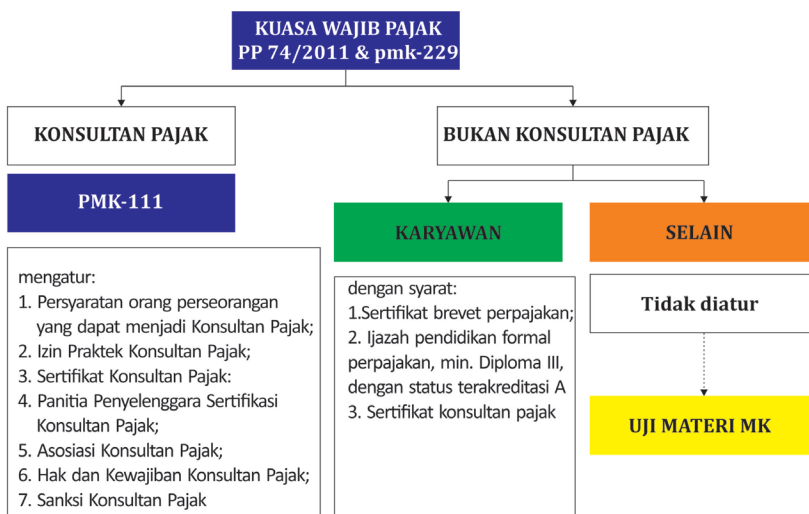 KUASA WAJIB PAJAK
PP 74/2011 & pmk-229
KONSULTAN PAJAK
BUKAN KONSULTAN PAJAK
PMK-111
KARYAWAN
SELAIN
mengatur:
1. Persyaratan orang perseorangan
yang dapat menjadi Konsultan Pajak;
2. Izin Praktek Konsultan Pajak;
3. Sertifikat Konsultan Pajak:
4. Panitia Penyelenggara Sertifikasi
Konsultan Pajak;
5. Asosiasi Konsultan Pajak;
6. Hak dan Kewajiban Konsultan Pajak;
7. Sanksi Konsultan Pajak
dengan syarat:
1.Sertifikat brevet perpajakan;
2. Ijazah pendidikan formal
perpajakan, min. Diploma III,
dengan status terakreditasi A
3. Sertifikat konsultan pajak
Tidak diatur
UJI MATERI MK